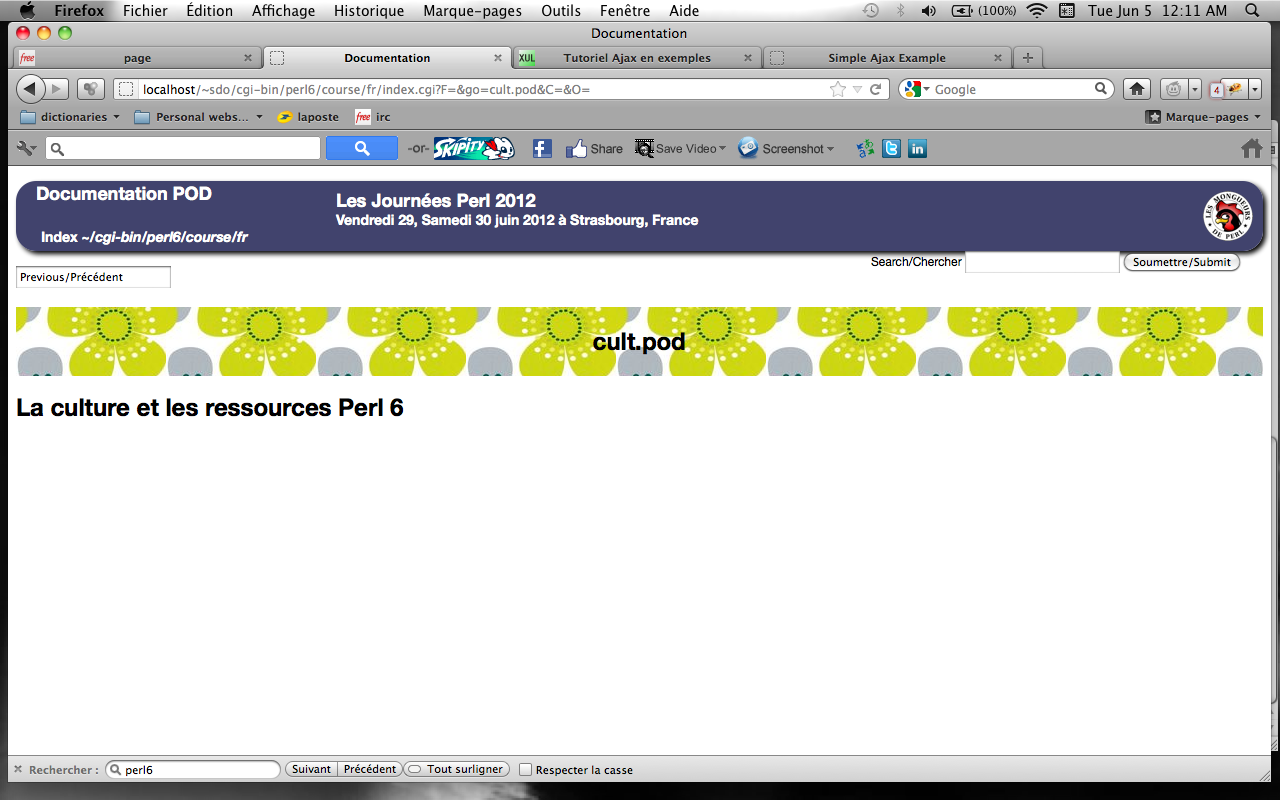 Firefox Fichier Édition Affichage Historique Marque-pages Outils Fenêtre Aide (100%) Tue Jun 5 12:11 AM
Documentation
free page Documentation XUL Tutoriel Ajax en exemples Simple Ajax Example
localhost/~sdo/cgi-bin/perl6/course/fr/index.cgi?F=&go=cult.pod&C=&O= Google 4
dictionaries Personal webs... laposte free irc Marque-pages
-or- SKIPITY Share Save Video Screenshot
Documentation POD
Les Journées Perl 2012
Vendredi 29, Samedi 30 juin 2012 à Strasbourg, France
Index ~/cgi-bin/perl6/course/fr
LES MONGUEURS DE PERL
Search/Chercher Soumettre/Submit
Previous/Précédent
cult.pod
La culture et les ressources Perl 6
Rechercher : perl6 Suivant Précédent Tout surligner Respecter la casse